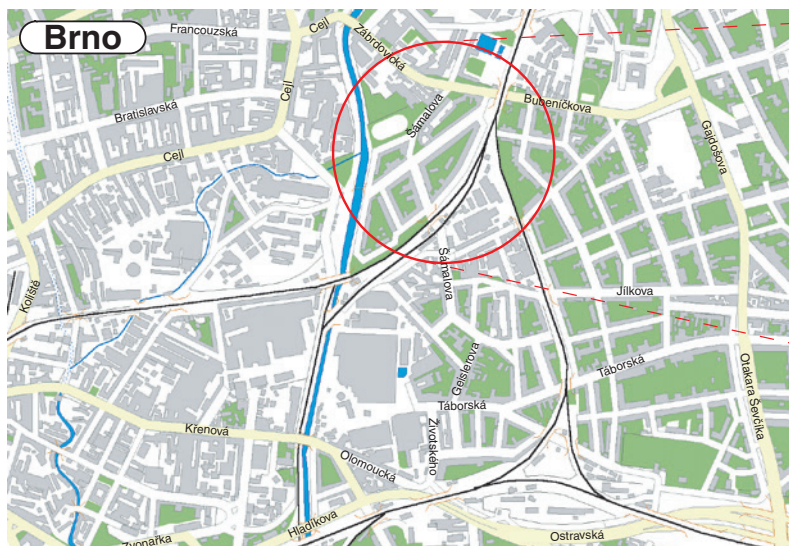 Brno
Francouzská
Cejl
Zábrdovická
Cejl
Bratislavská
Šámalova
Bubeníčkova
Gajdošova
Cejl
Koliště
Šámalova
Jílkova
Geislerova
Táborská
Táborská
Otakara Ševčíka
Křenová
Životského
Olomoucká
Hladíkova
Zvonařka
Ostravská